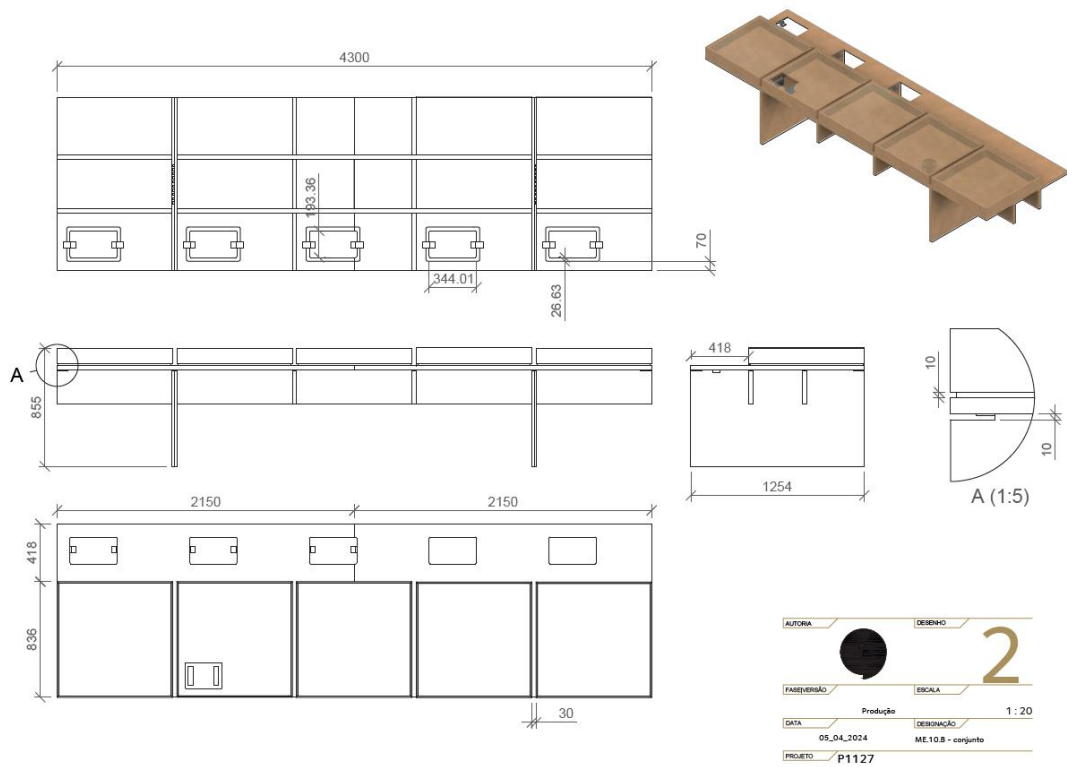 4300
193.36
344.01
26.63
70
A
855
418
1254
10
10
A (1:5)
2150
2150
418
836
30
AUTORIA
DESENHO
2
FASE|VERSÃO
ESCALA
Produção
1 : 20
DATA
DESIGNAÇÃO
05_04_2024
ME.10.B - conjunto
PROJETO
P1127